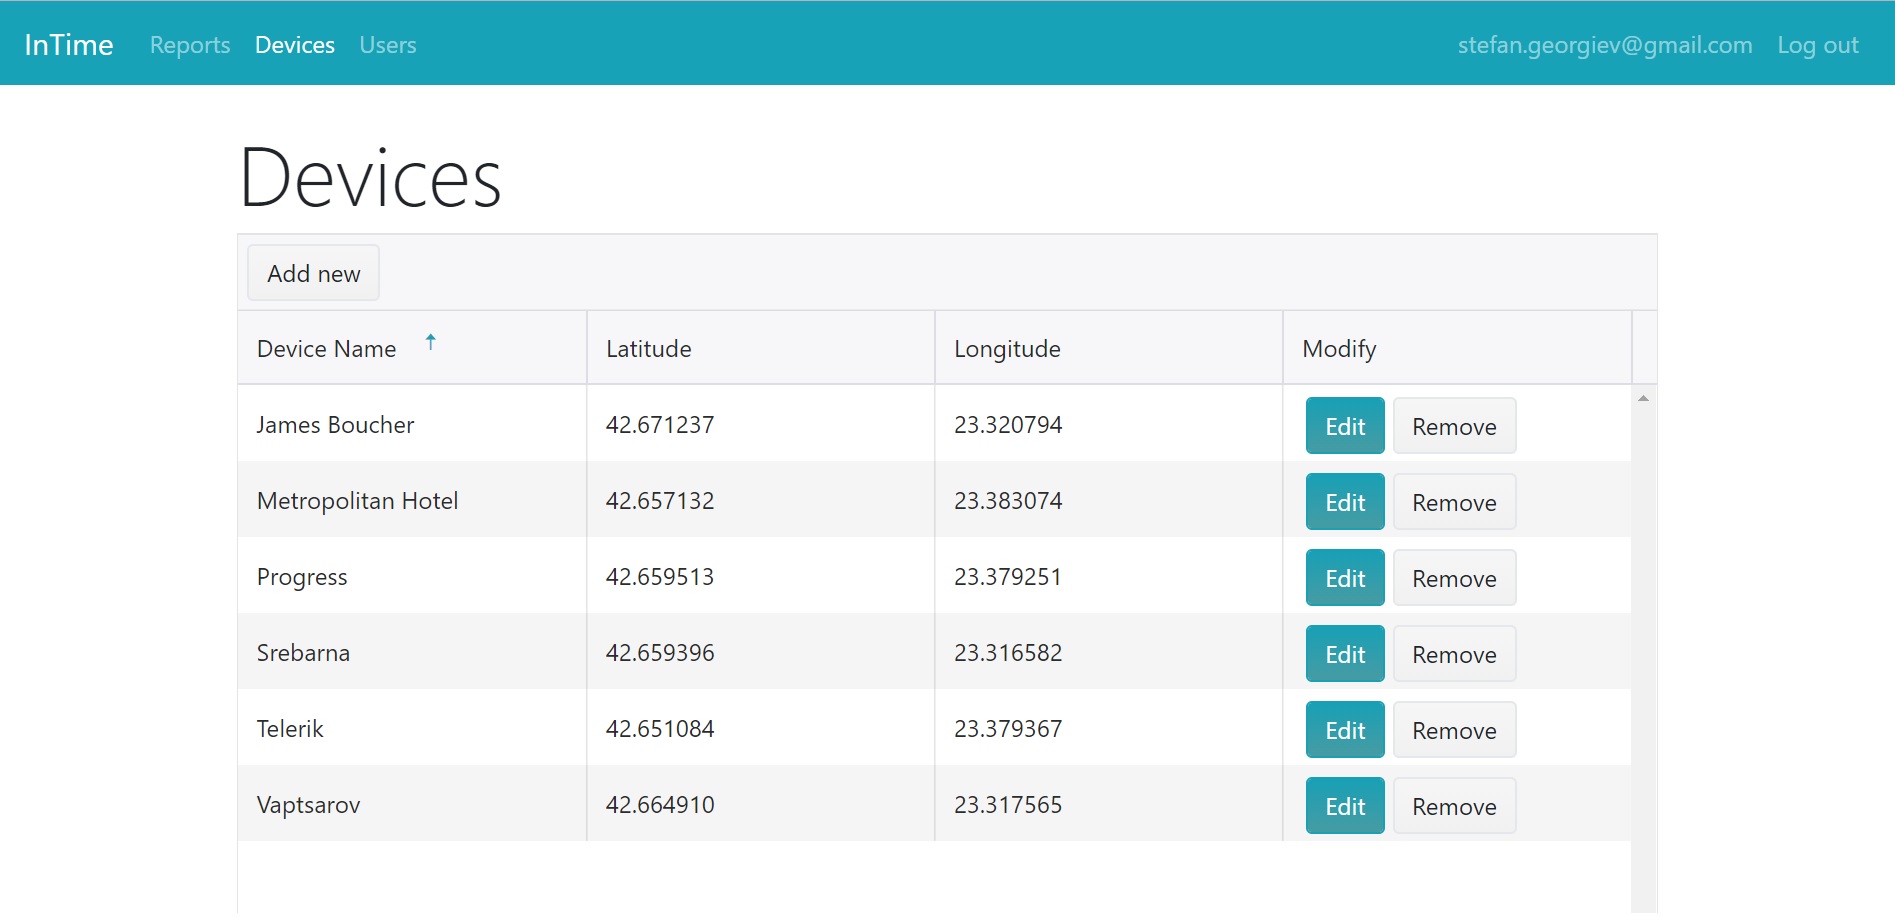 InTime Reports Devices Users stefan.georgiev@gmail.com Log out
Devices
Add new
Device Name Latitude Longitude Modify
James Boucher 42.671237 23.320794 Edit Remove
Metropolitan Hotel 42.657132 23.383074 Edit Remove
Progress 42.659513 23.379251 Edit Remove
Srebarna 42.659396 23.316582 Edit Remove
Telerik 42.651084 23.379367 Edit Remove
Vaptsarov 42.664910 23.317565 Edit Remove